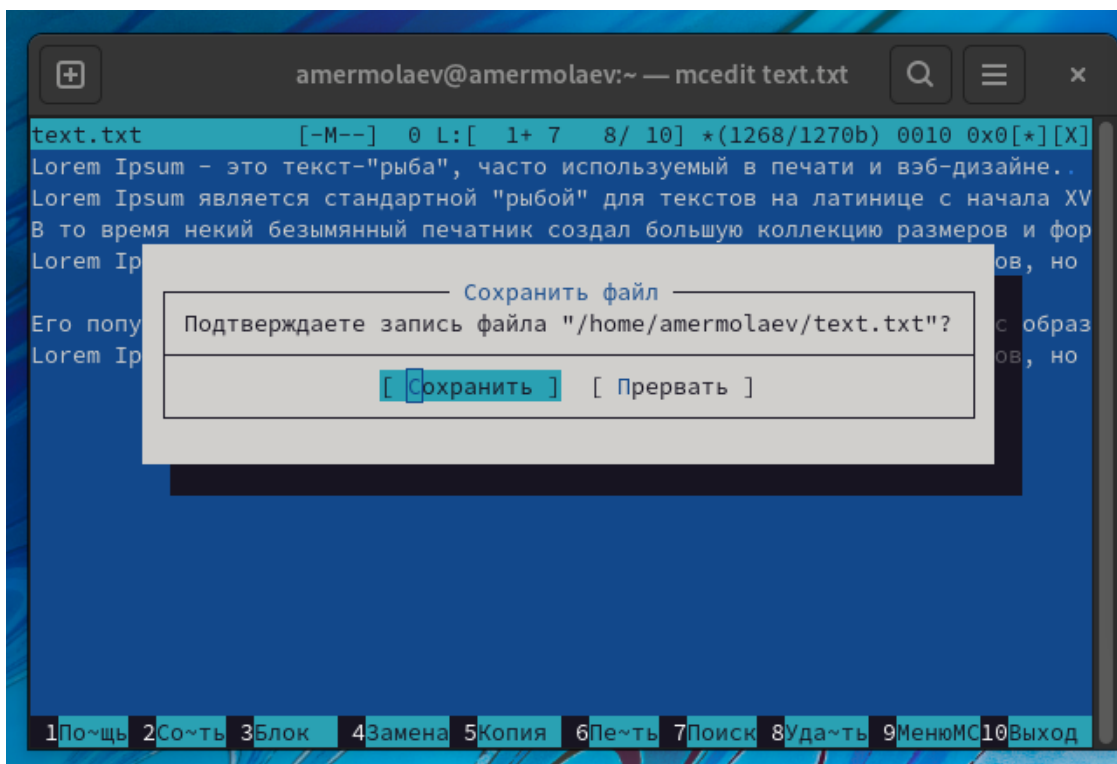 amermolaev@amermolaev:~ — mcedit text.txt
text.txt [-M--] 0 L:[ 1+ 7 8/ 10] *(1268/1270b) 0010 0x0[*][X]
Lorem Ipsum – это текст-"рыба", часто используемый в печати и вэб-дизайне..
Lorem Ipsum является стандартной "рыбой" для текстов на латинице с начала XV
В то время некий безымянный печатник создал большую коллекцию размеров и фор
Lorem Ip ов, но
Сохранить файл
Его попу Подтверждаете запись файла "/home/amermolaev/text.txt"? с образ
Lorem Ip ов, но
[ Сохранить ] [ Прервать ]
1По~щь 2Со~ть 3Блок 4Замена 5Копия 6Пе~ть 7Поиск 8Уда~ть 9МенюMC10Выход